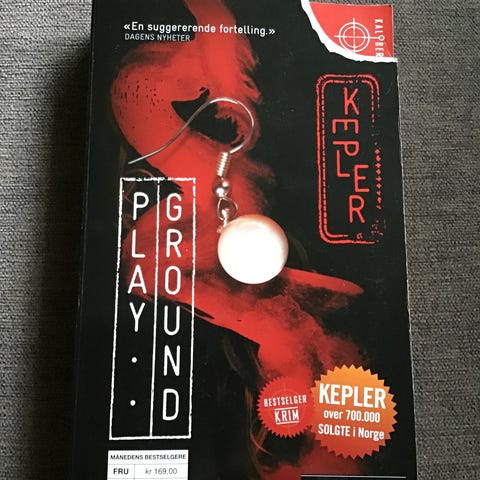 «En suggererende fortelling.»
DAGENS NYHETER
KALIBER
KEPLER
PLAY..
GROUND
BESTSELGER
KRIM
KEPLER
over 700.000
SOLGTE i Norge
MÅNEDENS BESTSELGERE
FRU kr 169,00